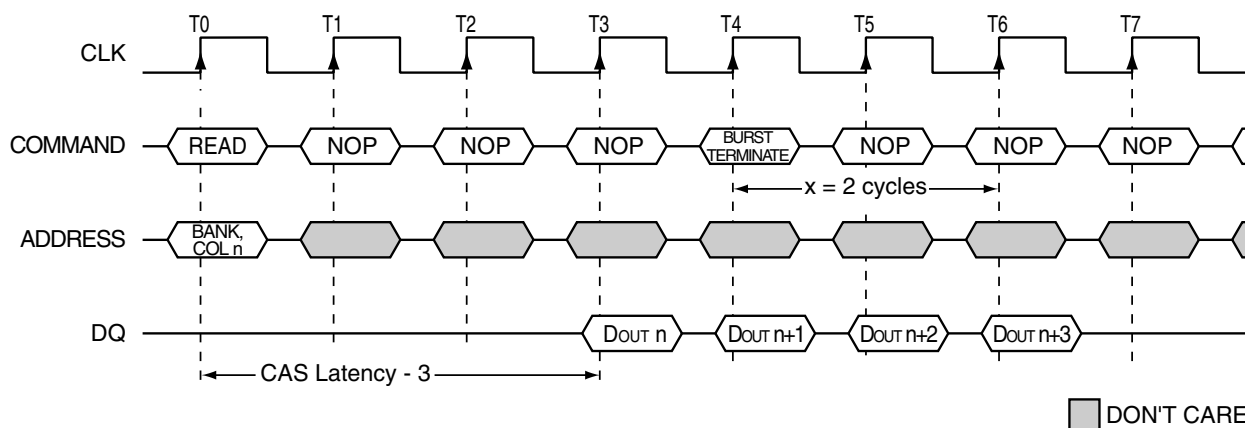 T0 T1 T2 T3 T4 T5 T6 T7
CLK
COMMAND READ NOP NOP NOP BURST TERMINATE NOP NOP NOP
x = 2 cycles
ADDRESS BANK, COL n
DQ DOUT n DOUT n+1 DOUT n+2 DOUT n+3
CAS Latency - 3
DON'T CARE